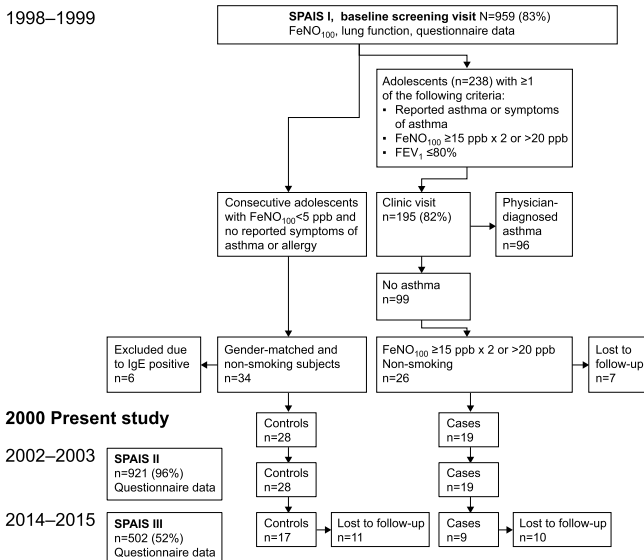 1998–1999
SPAIS I, baseline screening visit N=959 (83%)
FeNO100, lung function, questionnaire data
Adolescents (n=238) with ≥1
of the following criteria:
▪ Reported asthma or symptoms
of asthma
▪ FeNO100 ≥15 ppb x 2 or >20 ppb
▪ FEV1 ≤80%
Consecutive adolescents
with FeNO100<5 ppb and
no reported symptoms of
asthma or allergy
Clinic visit
n=195 (82%)
Physician-
diagnosed
asthma
n=96
No asthma
n=99
Excluded due
to IgE positive
n=6
Gender-matched and
non-smoking subjects
n=34
FeNO100 ≥15 ppb x 2 or >20 ppb
Non-smoking
n=26
Lost to
follow-up
n=7
2000 Present study
Controls
n=28
Cases
n=19
2002–2003
SPAIS II
n=921 (96%)
Questionnaire data
Controls
n=28
Cases
n=19
2014–2015
SPAIS III
n=502 (52%)
Questionnaire data
Controls
n=17
Lost to follow-up
n=11
Cases
n=9
Lost to follow-up
n=10